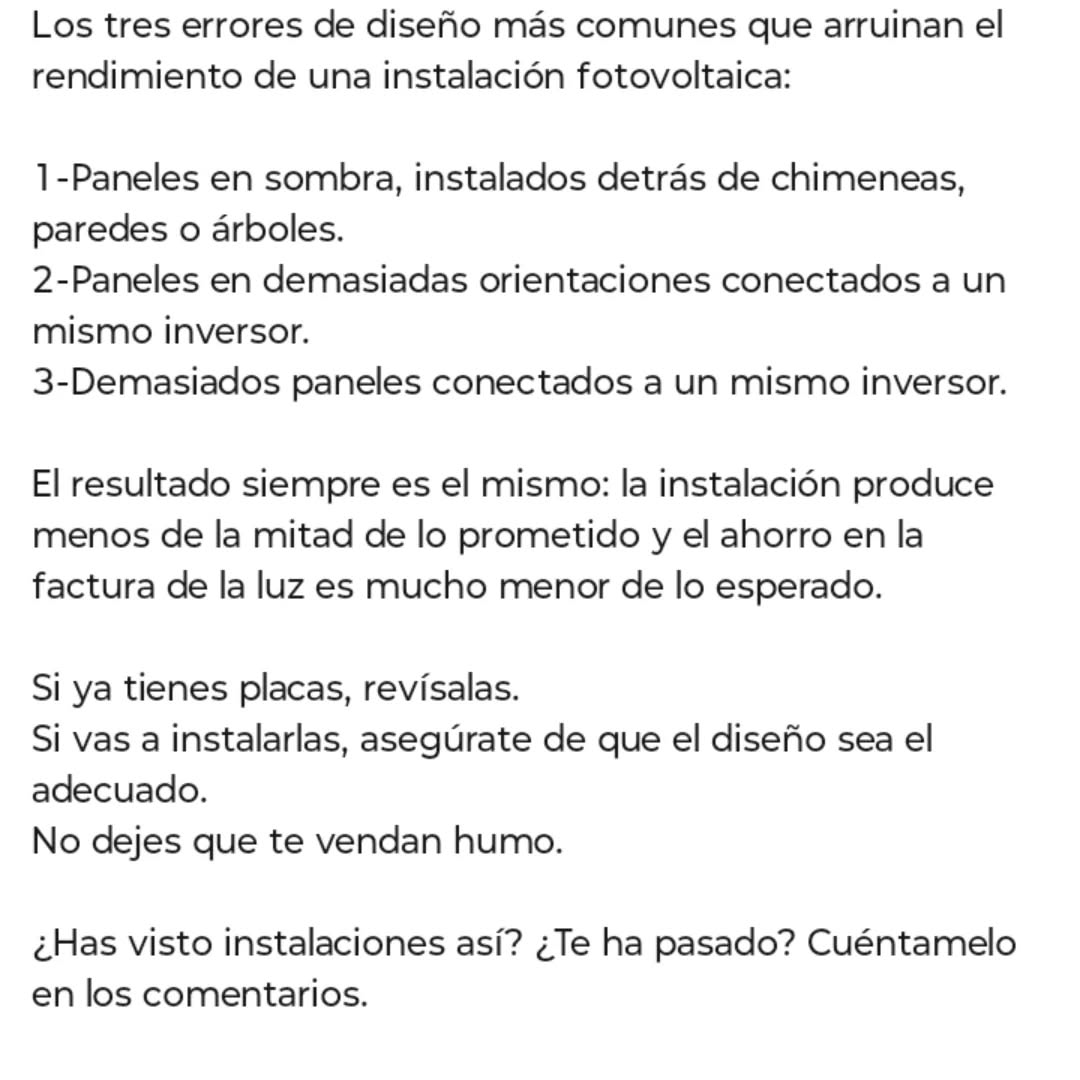 Los tres errores de diseño más comunes que arruinan el
rendimiento de una instalación fotovoltaica:

1-Paneles en sombra, instalados detrás de chimeneas,
paredes o árboles.
2-Paneles en demasiadas orientaciones conectados a un
mismo inversor.
3-Demasiados paneles conectados a un mismo inversor.

El resultado siempre es el mismo: la instalación produce
menos de la mitad de lo prometido y el ahorro en la
factura de la luz es mucho menor de lo esperado.

Si ya tienes placas, revísalas.
Si vas a instalarlas, asegúrate de que el diseño sea el
adecuado.
No dejes que te vendan humo.

¿Has visto instalaciones así? ¿Te ha pasado? Cuéntamelo
en los comentarios.